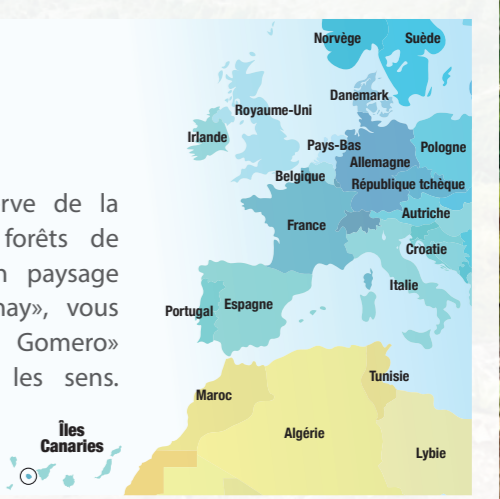 erve de la
forêts de
n paysage
nay», vous
Gomero»
les sens.
Norvège
Suède
Danemark
Royaume-Uni
Irlande
Pays-Bas
Pologne
Allemagne
Belgique
République tchèque
Autriche
France
Croatie
Italie
Portugal
Espagne
Tunisie
Maroc
Algérie
Lybie
Îles
Canaries